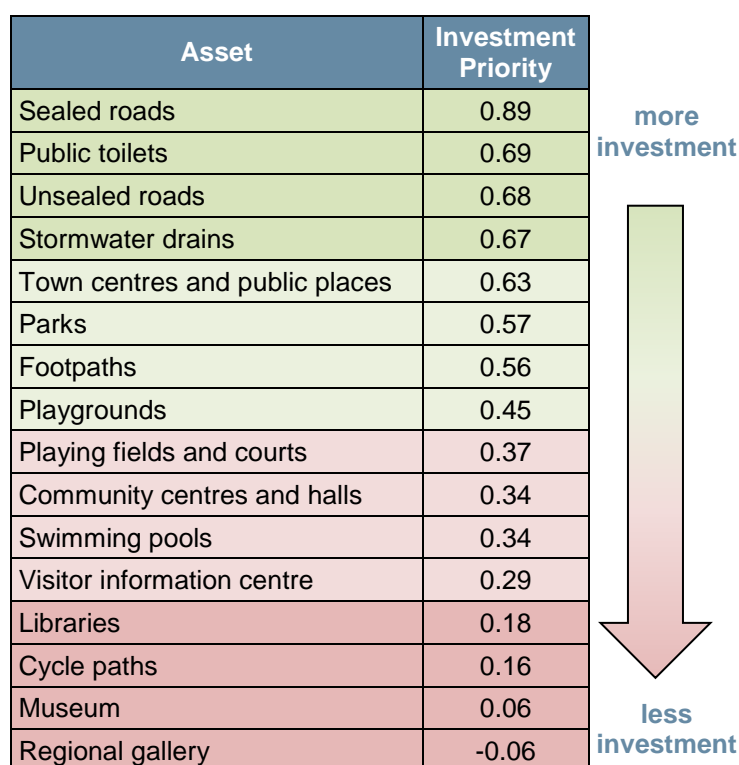 Asset Investment Priority
Sealed roads 0.89
Public toilets 0.69
Unsealed roads 0.68
Stormwater drains 0.67
Town centres and public places 0.63
Parks 0.57
Footpaths 0.56
Playgrounds 0.45
Playing fields and courts 0.37
Community centres and halls 0.34
Swimming pools 0.34
Visitor information centre 0.29
Libraries 0.18
Cycle paths 0.16
Museum 0.06
Regional gallery -0.06
more
investment
less
investment